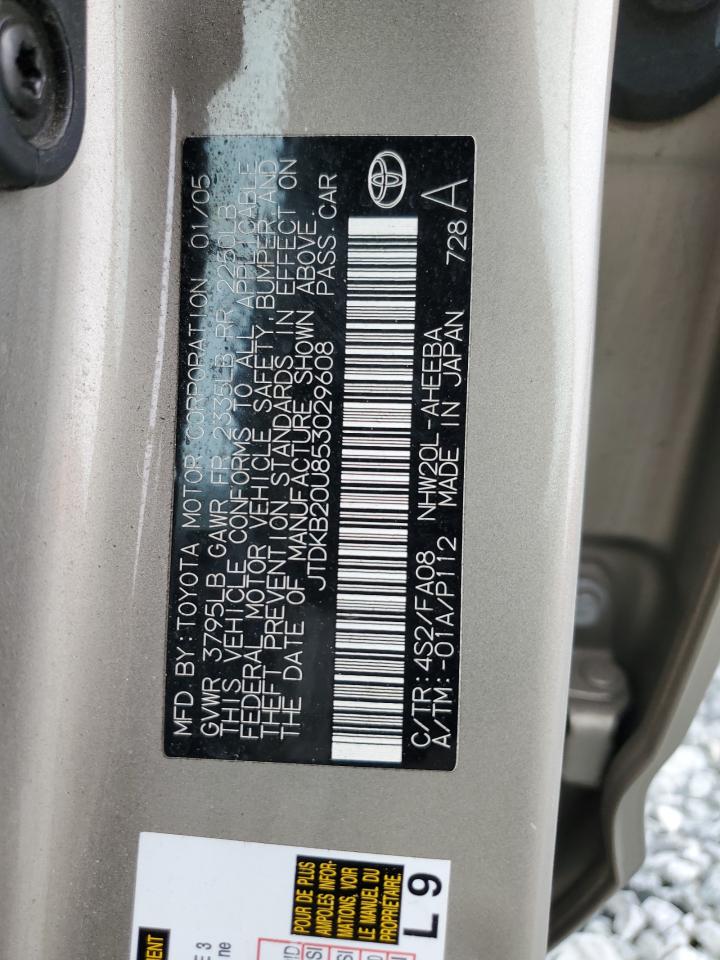 MFD. BY: TOYOTA MOTOR CORPORATION 01/05
GVWR 3795LB GAWR FR 2335LB RR 2250LB
THIS VEHICLE CONFORMS TO ALL APPLICABLE
FEDERAL MOTOR VEHICLE SAFETY, BUMPER AND
THEFT PREVENTION STANDARDS IN EFFECT ON
THE DATE OF MANUFACTURE SHOWN ABOVE.
JTDKB20U853029608 PASS. CAR
C/TR: 4S2/FA08 NHW20L-AHEEBA 728 A
A/TM: -01A/P112 MADE IN JAPAN
POUR DE PLUS
AMPOLES INFOR-
MATIONS, VOIR
LE MANUEL DU
PROPRIÉTAIRE.
L 9